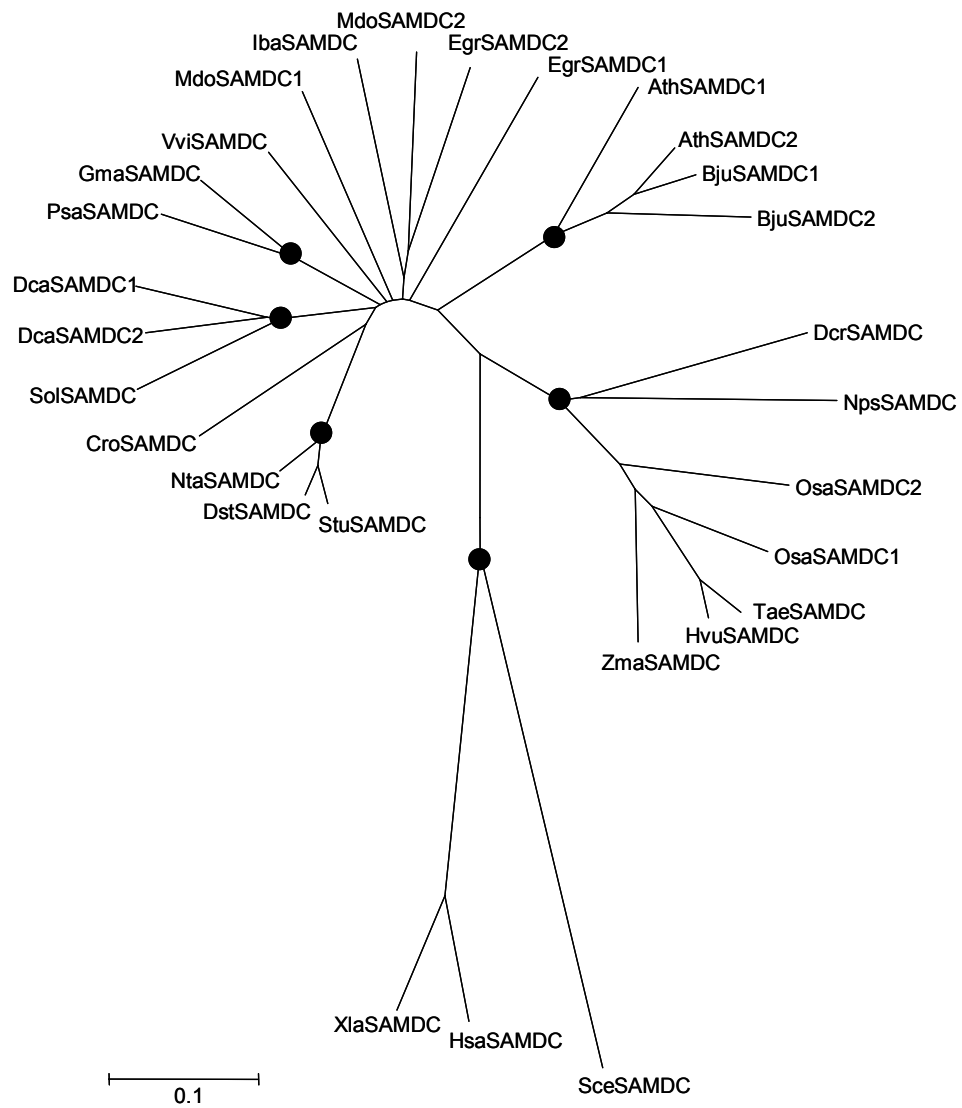 MdoSAMDC2
IbaSAMDC
EgrSAMDC2
EgrSAMDC1
MdoSAMDC1
AthSAMDC1
VviSAMDC
AthSAMDC2
GmaSAMDC
BjuSAMDC1
PsaSAMDC
BjuSAMDC2
DcaSAMDC1
DcaSAMDC2
DcrSAMDC
SolSAMDC
NpsSAMDC
CroSAMDC
NtaSAMDC
OsaSAMDC2
DstSAMDC
StuSAMDC
OsaSAMDC1
TaeSAMDC
HvuSAMDC
ZmaSAMDC
XlaSAMDC
HsaSAMDC
SceSAMDC
0.1